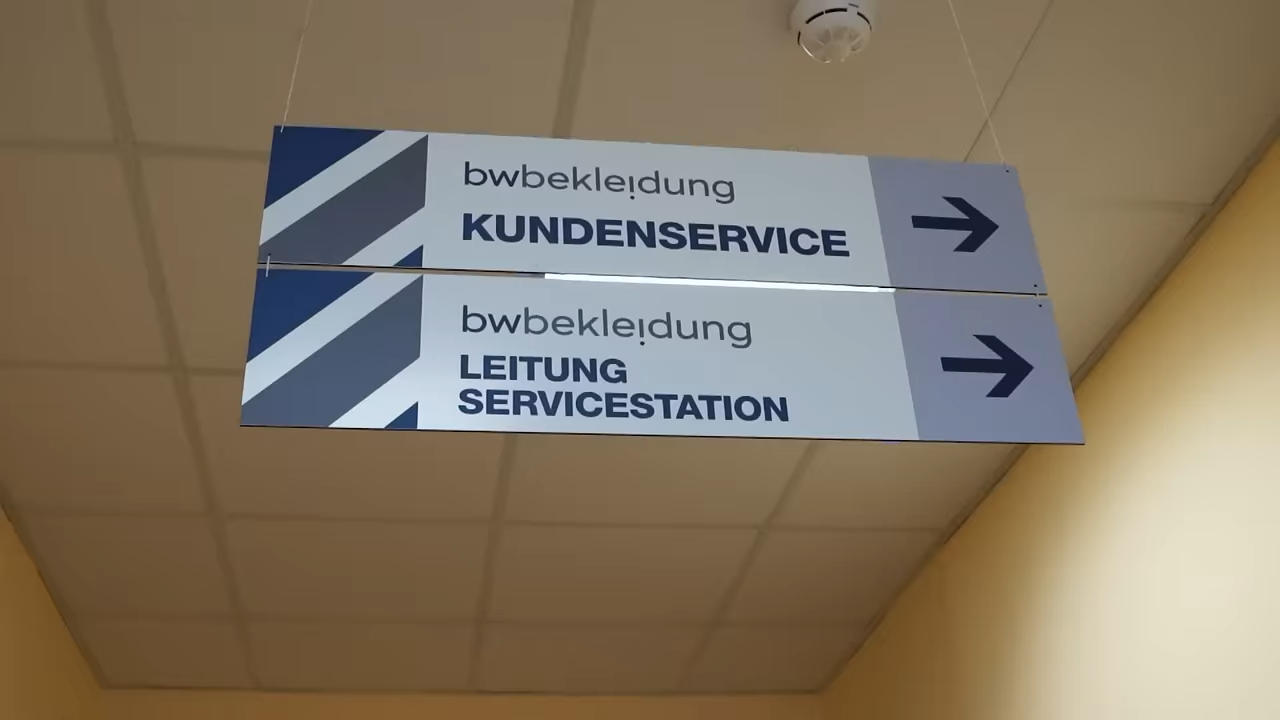 bwbekleidung
KUNDENSERVICE
bwbekleidung
LEITUNG
SERVICESTATION